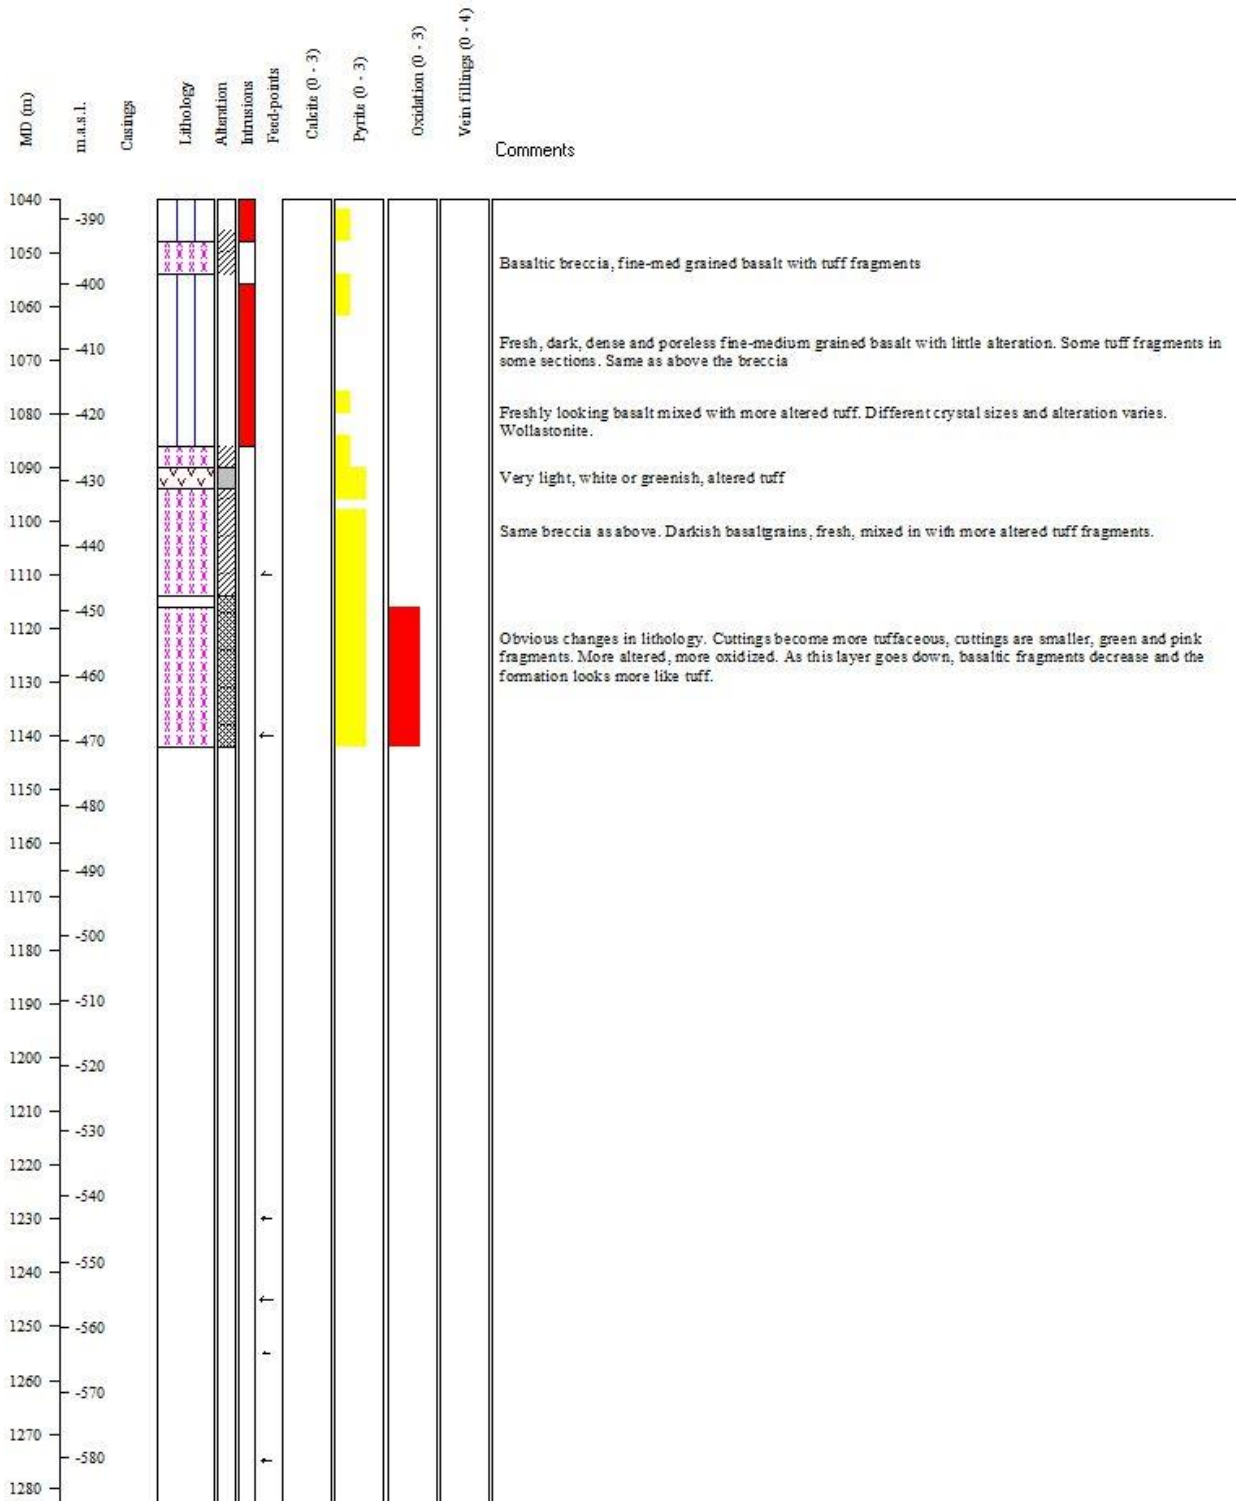 MD (m)
m.a.s.l.
Casings
Lithology
Alteration
Intrusions
Feed-points
Calcite (0 - 3)
Pyrite (0 - 3)
Oxidation (0 - 3)
Vein fillings (0 - 4)
Comments
1040
-390
1050
Basaltic breccia, fine-med grained basalt with tuff fragments
-400
1060
Fresh, dark, dense and poreless fine-medium grained basalt with little alteration. Some tuff fragments in
-410
some sections. Same as above the breccia
1070
Freshly looking basalt mixed with more altered tuff. Different crystal sizes and alteration varies.
1080
-420
Wollastonite.
1090
-430
Very light, white or greenish, altered tuff
1100
Same breccia as above. Darkish basaltgrains, fresh, mixed in with more altered tuff fragments.
-440
1110
-450
1120
Obvious changes in lithology. Cuttings become more tuffaceous, cuttings are smaller, green and pink
fragments. More altered, more oxidized. As this layer goes down, basaltic fragments decrease and the
formation looks more like tuff.
-460
1130
1140
-470
1150
-480
1160
-490
1170
-500
1180
1190
-510
1200
-520
1210
-530
1220
-540
1230
-550
1240
1250
-560
1260
-570
1270
-580
1280